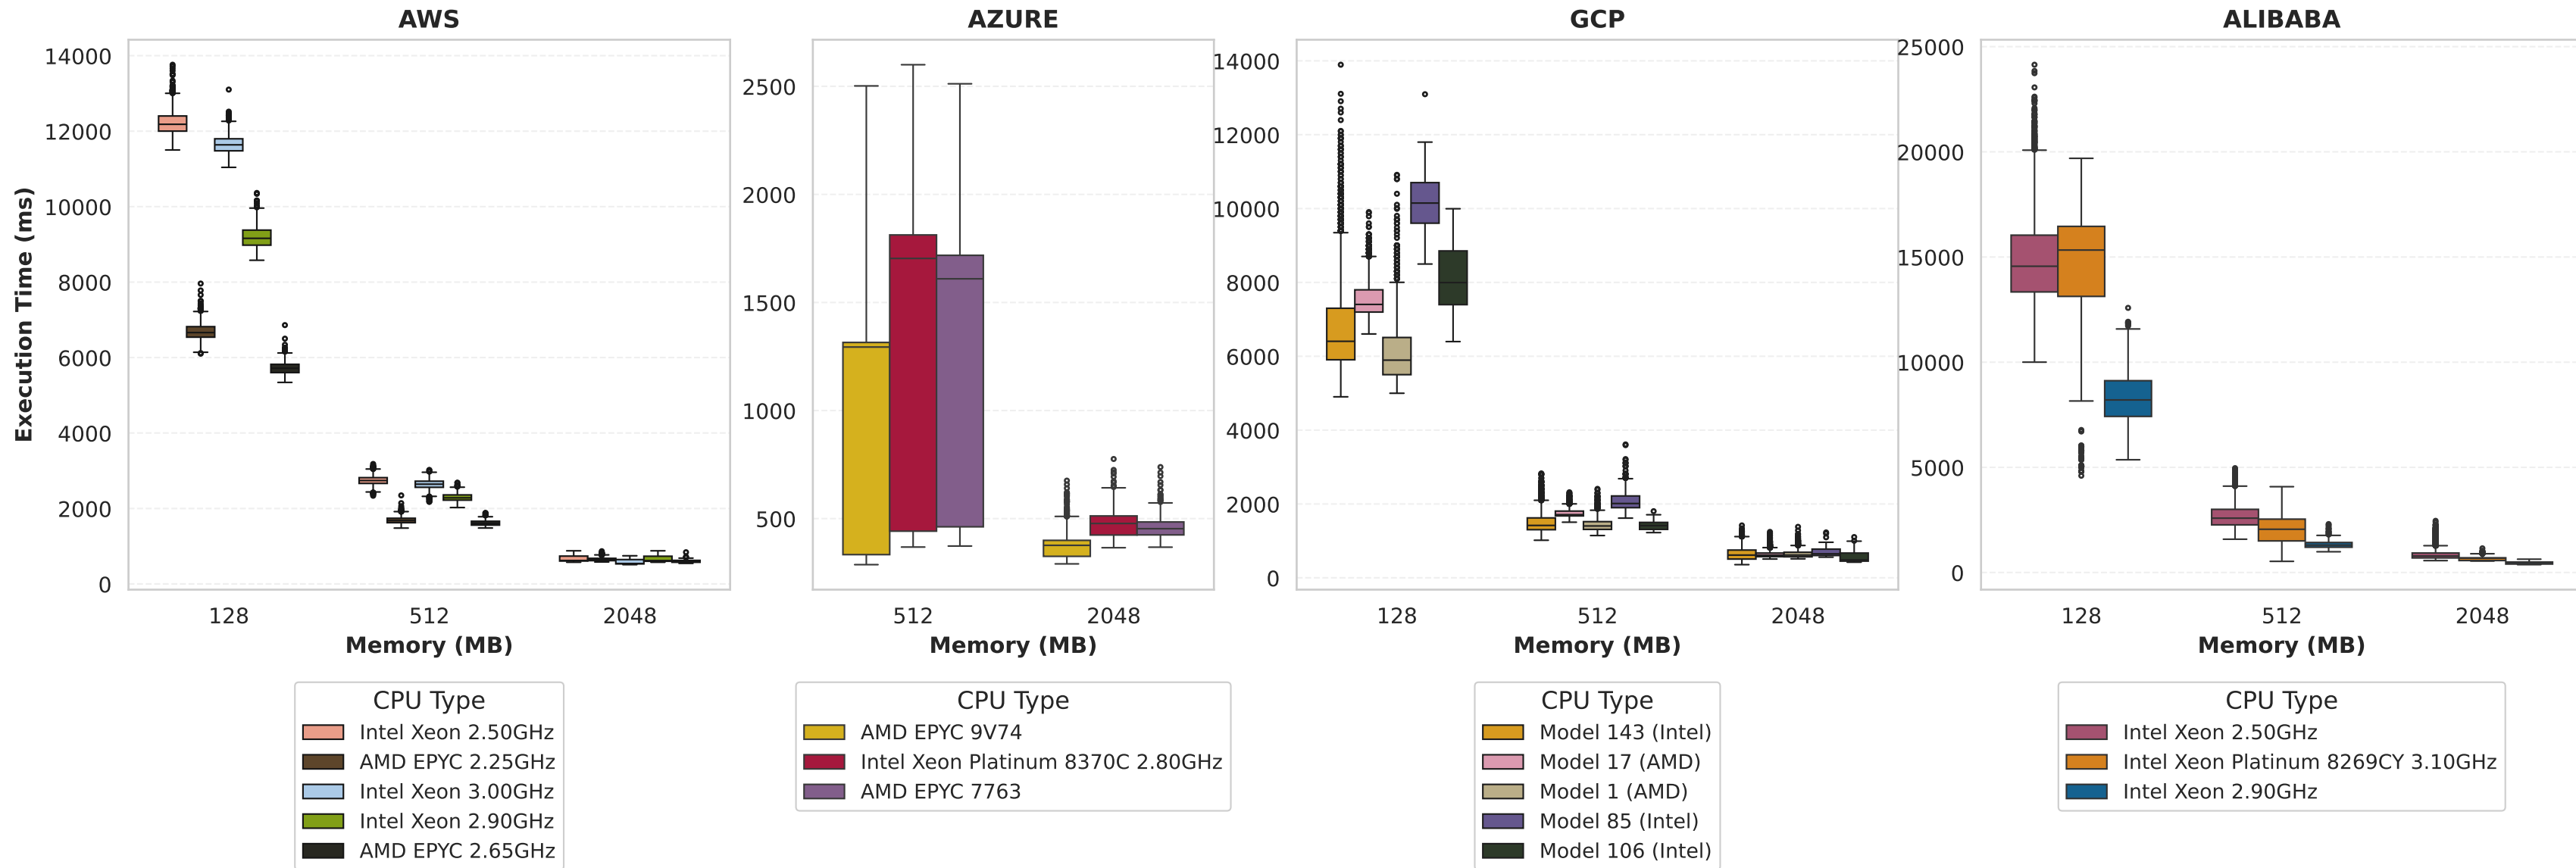 AWS
AZURE
GCP
ALIBABA
Execution Time (ms)
14000
12000
10000
8000
6000
4000
2000
0
128
512
2048
Memory (MB)
2500
2000
1500
1000
500
512
2048
Memory (MB)
14000
12000
10000
8000
6000
4000
2000
0
128
512
2048
Memory (MB)
25000
20000
15000
10000
5000
0
128
512
2048
Memory (MB)
CPU Type
Intel Xeon 2.50GHz
AMD EPYC 2.25GHz
Intel Xeon 3.00GHz
Intel Xeon 2.90GHz
AMD EPYC 2.65GHz
CPU Type
AMD EPYC 9V74
Intel Xeon Platinum 8370C 2.80GHz
AMD EPYC 7763
CPU Type
Model 143 (Intel)
Model 17 (AMD)
Model 1 (AMD)
Model 85 (Intel)
Model 106 (Intel)
CPU Type
Intel Xeon 2.50GHz
Intel Xeon Platinum 8269CY 3.10GHz
Intel Xeon 2.90GHz